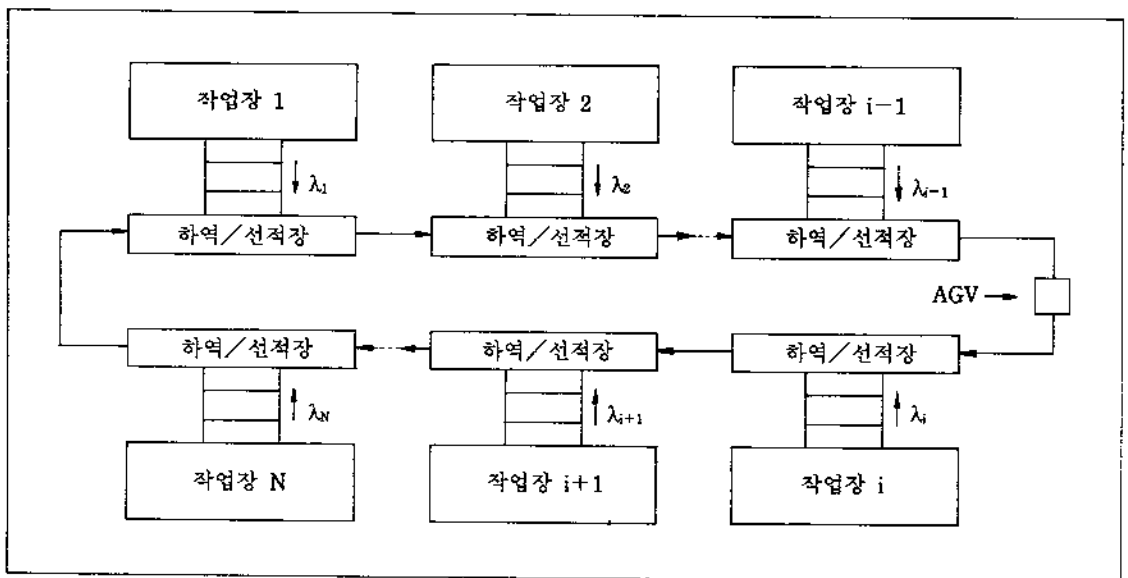 작업장 1
작업장 2
작업장 i-1
λ₁
λ₂
λᵢ₋₁
하역/선적장
하역/선적장
하역/선적장
AGV
하역/선적장
하역/선적장
하역/선적장
λ_N
λᵢ₊₁
λᵢ
작업장 N
작업장 i+1
작업장 i